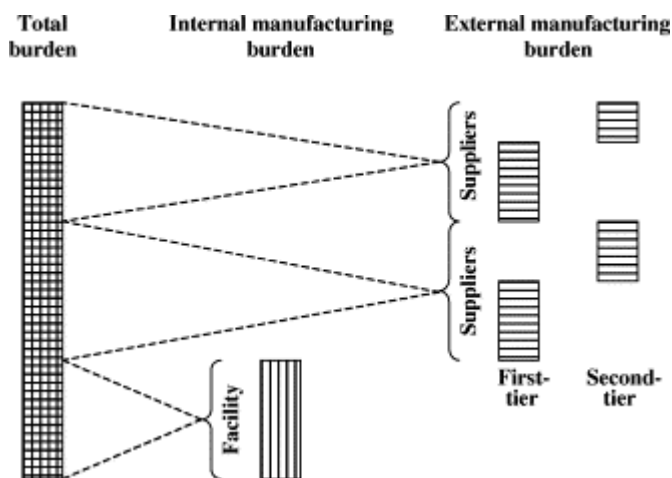 Total
burden
Internal manufacturing
burden
External manufacturing
burden
Suppliers
Suppliers
Facility
First-
tier
Second-
tier